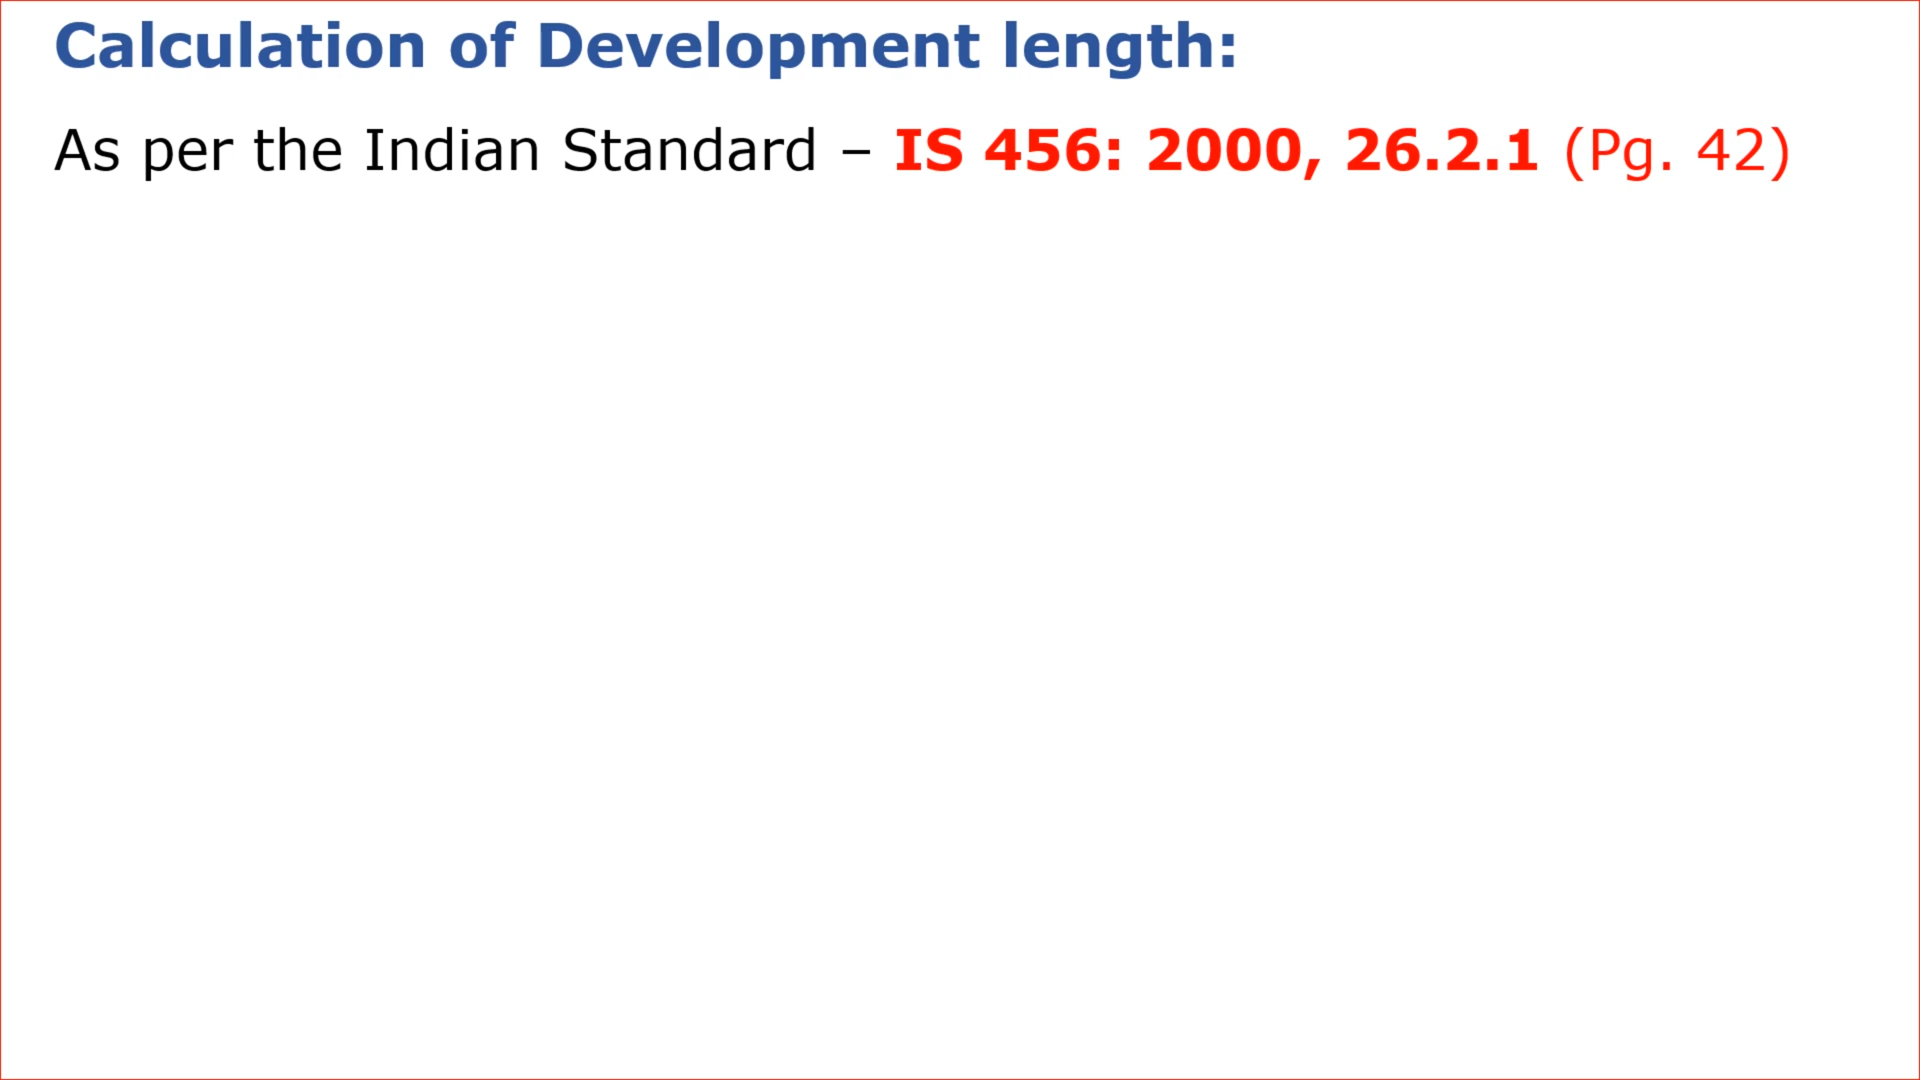 Calculation of Development length:
As per the Indian Standard – IS 456: 2000, 26.2.1 (Pg. 42)